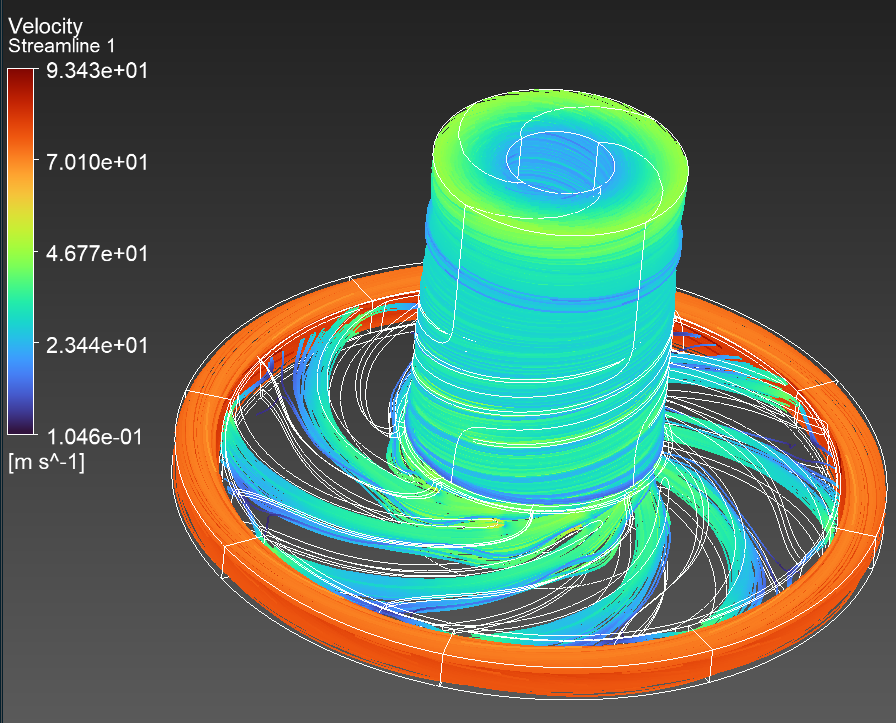 Velocity
Streamline 1
9.343e+01
7.010e+01
4.677e+01
2.344e+01
1.046e-01
[m s^-1]